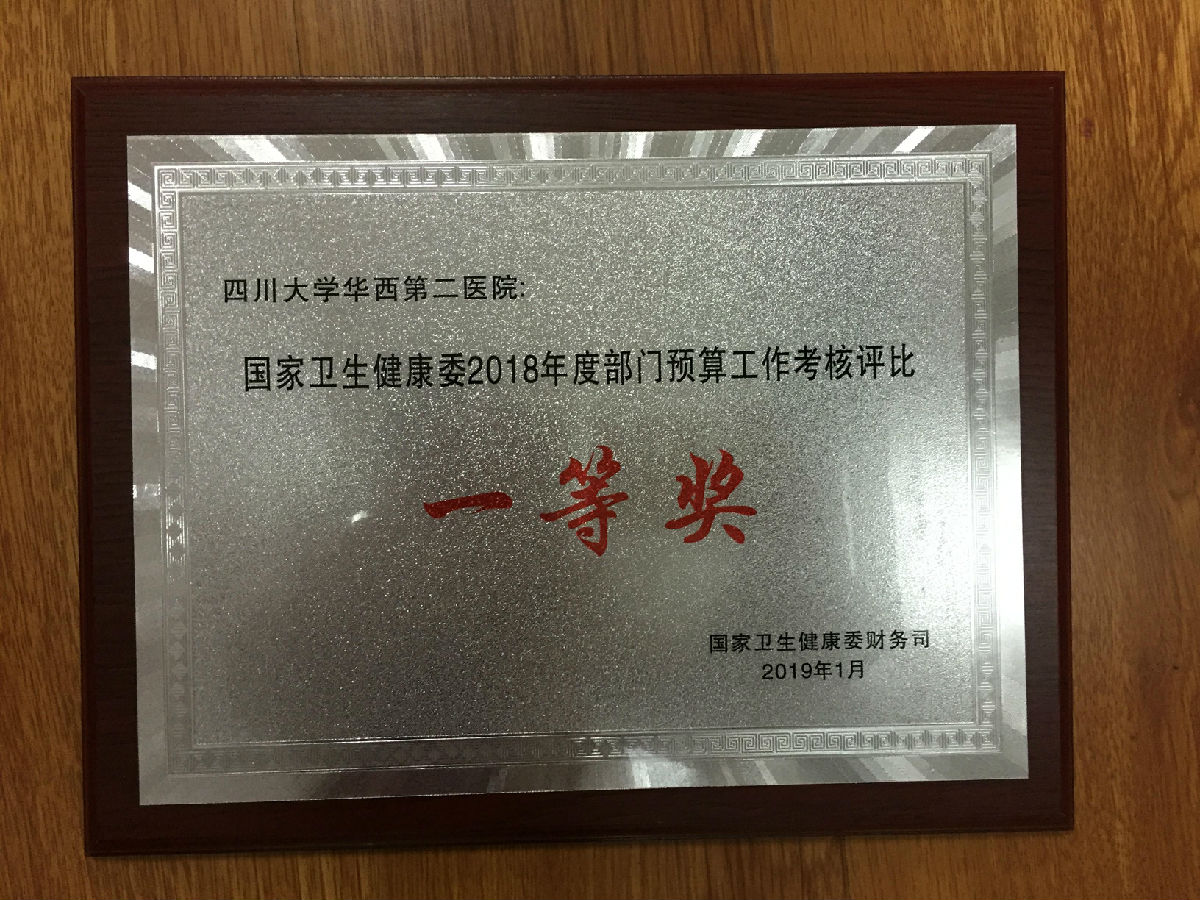 四川大学华西第二医院:
国家卫生健康委2018年度部门预算工作考核评比
一等奖
国家卫生健康委财务司
2019年1月